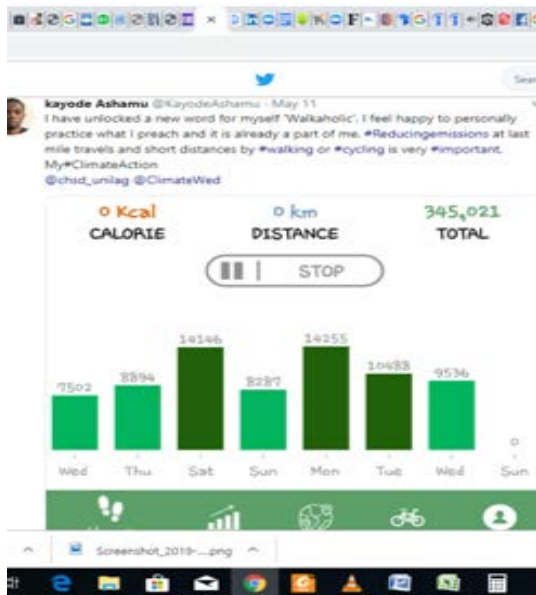 Sear
kayode Ashamu @KayodeAshamu - May 11
I have unlocked a new word for myself 'Walkaholic'. I feel happy to personally
practice what I preach and it is already a part of me. #Reducingemissions at last
mile travels and short distances by #walking or #cycling is very #important.
My#ClimateAction
@chsd_unilag @ClimateWed
0 Kcal 0 km 345,021
CALORIE DISTANCE TOTAL
STOP
7502 8894 14146 8287 14255 10488 9536 0
Wed Thu Sat Sun Mon Tue Wed Sun
Screenshot_2019-....png